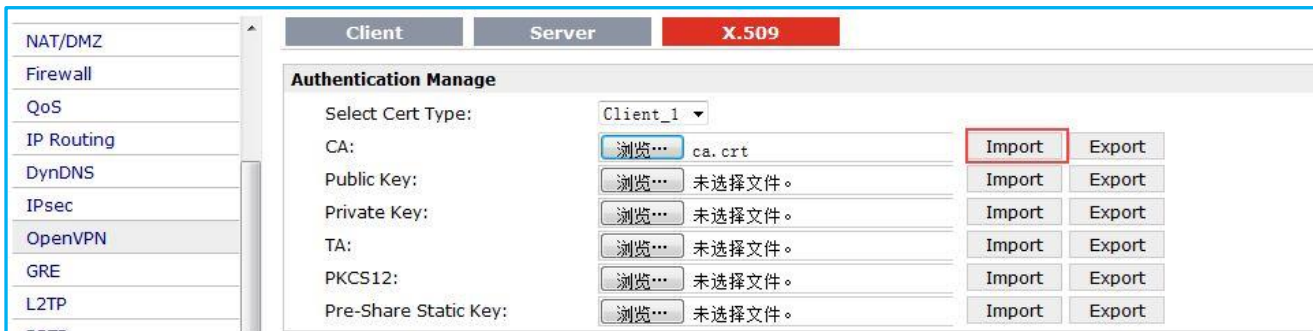 NAT/DMZ
Firewall
QoS
IP Routing
DynDNS
IPsec
OpenVPN
GRE
L2TP
Client Server X.509
Authentication Manage
Select Cert Type: Client_1
CA: 浏览… ca.crt Import Export
Public Key: 浏览… 未选择文件。 Import Export
Private Key: 浏览… 未选择文件。 Import Export
TA: 浏览… 未选择文件。 Import Export
PKCS12: 浏览… 未选择文件。 Import Export
Pre-Share Static Key: 浏览… 未选择文件。 Import Export